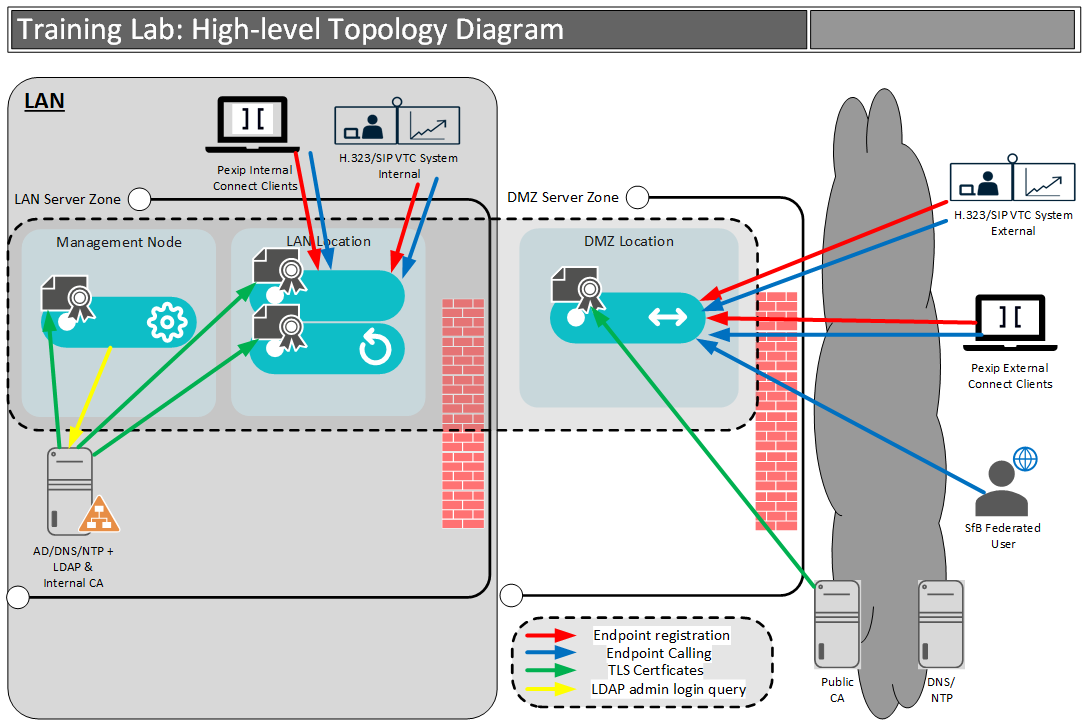 Training Lab: High-level Topology Diagram
LAN
Pexip Internal
Connect Clients
H.323/SIP VTC System
Internal
LAN Server Zone
DMZ Server Zone
Management Node
LAN Location
DMZ Location
H.323/SIP VTC System
External
Pexip External
Connect Clients
SfB Federated
User
AD/DNS/NTP +
LDAP &
Internal CA
Endpoint registration
Endpoint Calling
TLS Certficates
LDAP admin login query
Public
CA
DNS/
NTP